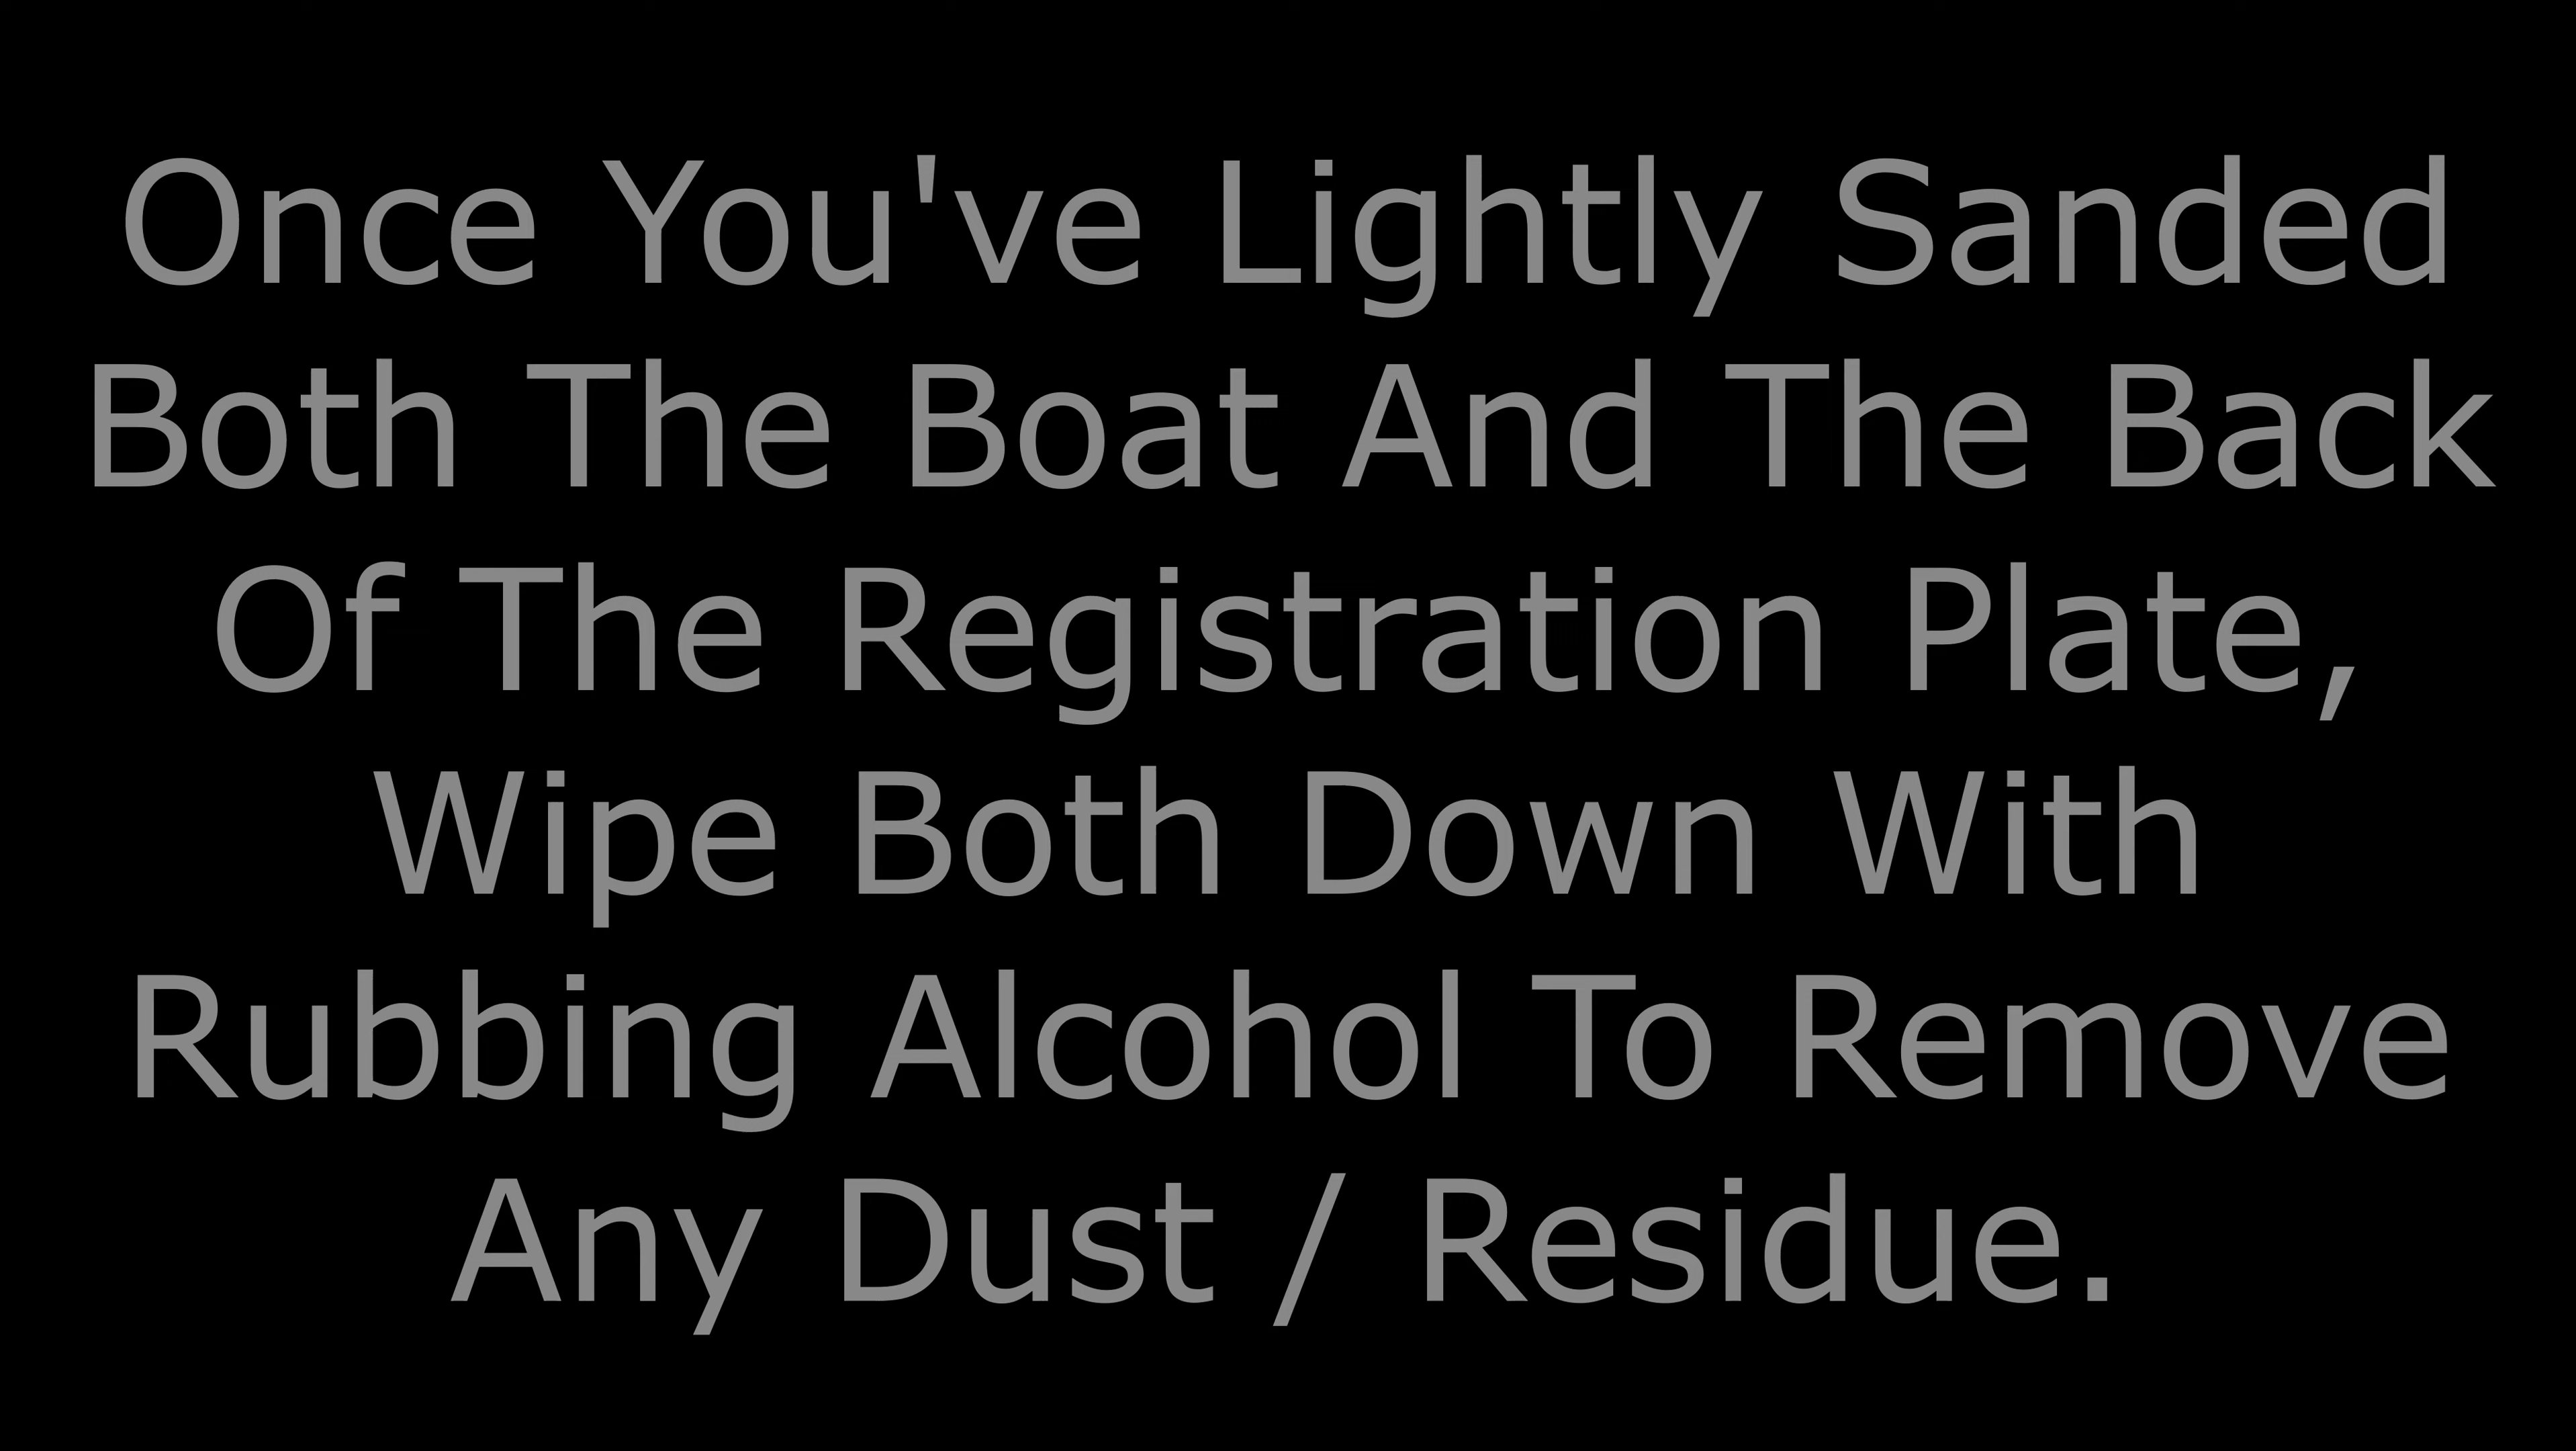 Once You've Lightly Sanded
Both The Boat And The Back
Of The Registration Plate,
Wipe Both Down With
Rubbing Alcohol To Remove
Any Dust / Residue.